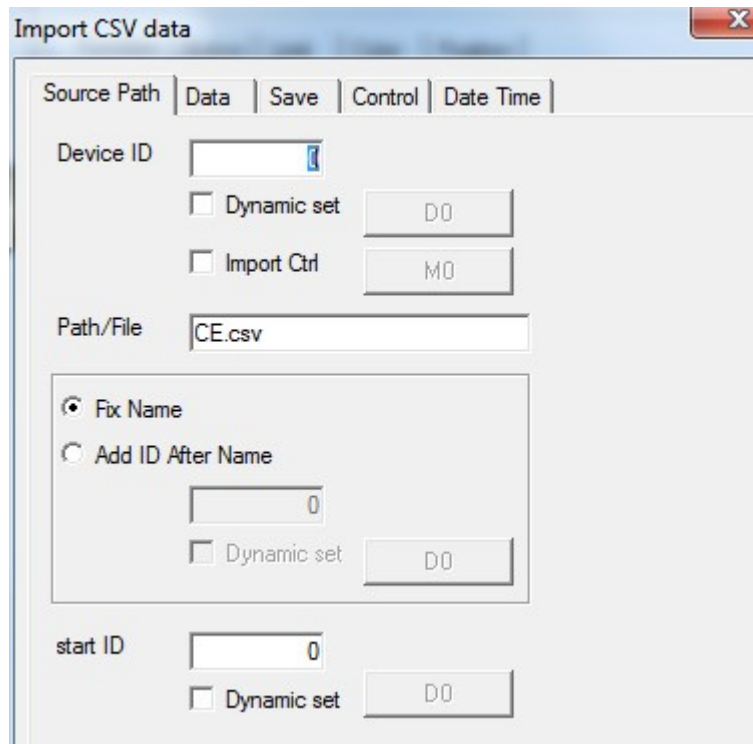 Import CSV data
Source Path Data Save Control Date Time
Device ID 0
Dynamic set D0
Import Ctrl M0
Path/File CE.csv
Fix Name
Add ID After Name
0
Dynamic set D0
start ID 0
Dynamic set D0